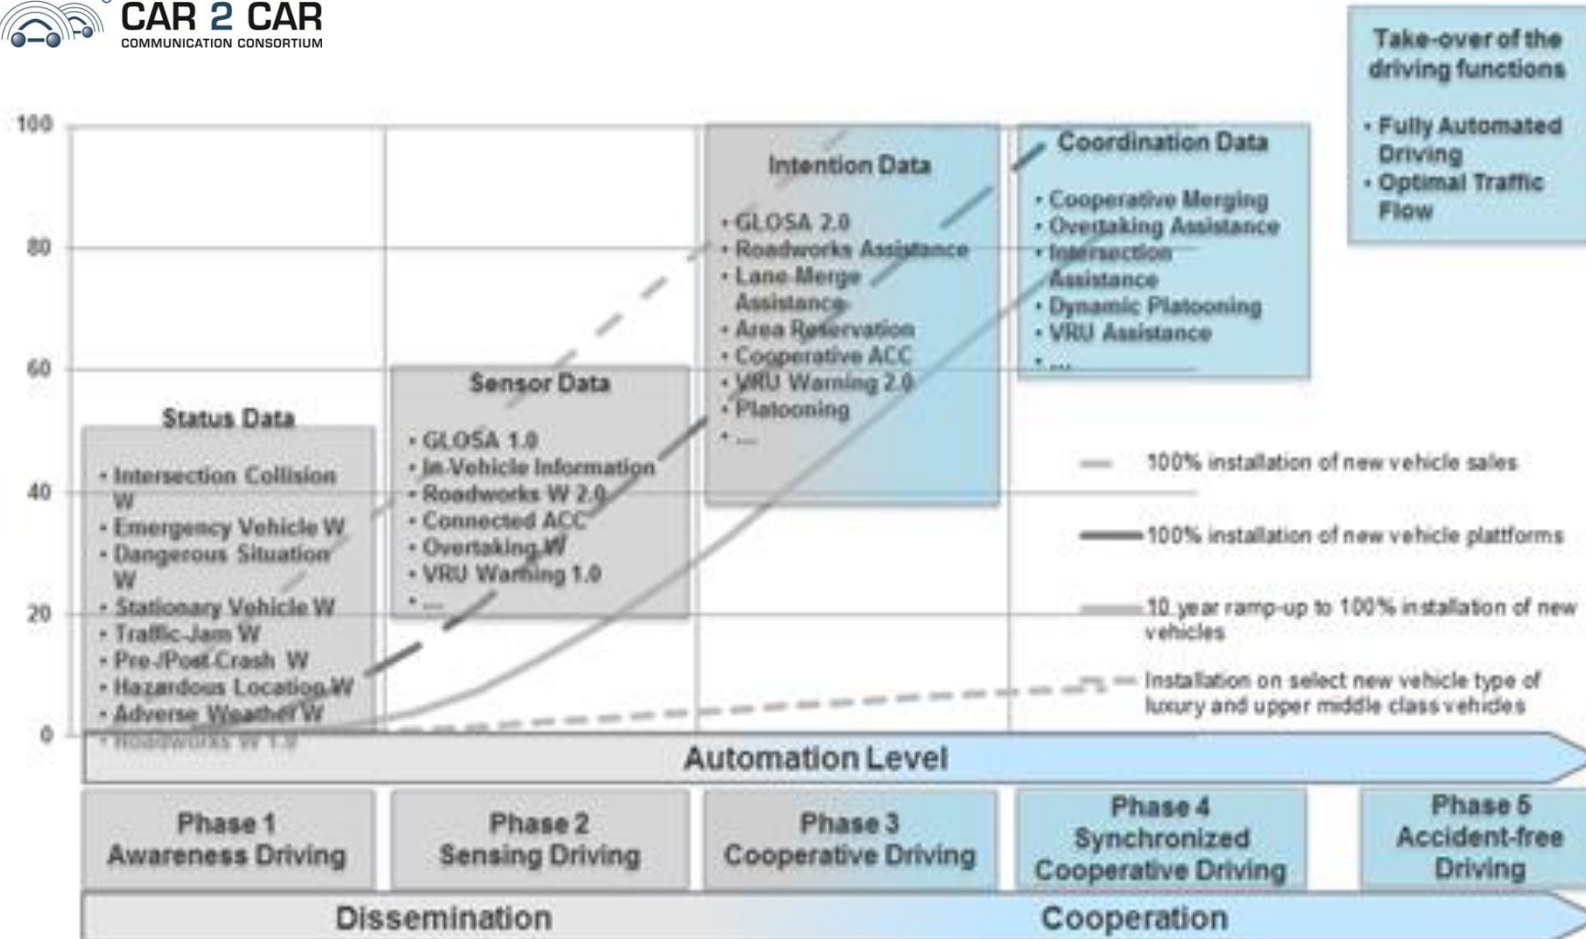 CAR 2 CAR
COMMUNICATION CONSORTIUM
Take-over of the
driving functions
• Fully Automated
Driving
• Optimal Traffic
Flow
100
80
60
40
20
0
Status Data
• Intersection Collision
W
• Emergency Vehicle W
• Dangerous Situation
W
• Stationary Vehicle W
• Traffic-Jam W
• Pre-/Post-Crash W
• Hazardous Location W
• Adverse Weather W
• Roadworks W 1.0
Sensor Data
• GLOSA 1.0
• In-Vehicle Information
• Roadworks W 2.0
• Connected ACC
• Overtaking W
• VRU Warning 1.0
• ...
Intention Data
• GLOSA 2.0
• Roadworks Assistance
• Lane-Merge
Assistance
• Area Reservation
• Cooperative ACC
• VRU Warning 2.0
• Platooning
• ...
Coordination Data
• Cooperative Merging
• Overtaking Assistance
• Intersection
Assistance
• Dynamic Platooning
• VRU Assistance
• ...
100% installation of new vehicle sales
100% installation of new vehicle plattforms
10 year ramp-up to 100% installation of new
vehicles
Installation on select new vehicle type of
luxury and upper middle class vehicles
Automation Level
Phase 1
Awareness Driving
Phase 2
Sensing Driving
Phase 3
Cooperative Driving
Phase 4
Synchronized
Cooperative Driving
Phase 5
Accident-free
Driving
Dissemination
Cooperation